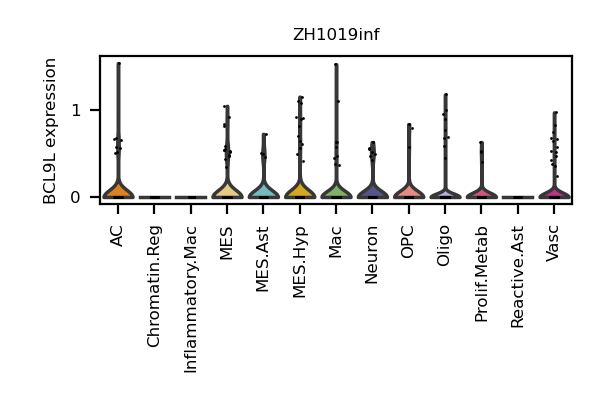 ZH1019inf
BCL9L expression
1
0
AC
Chromatin.Reg
Inflammatory.Mac
MES
MES.Ast
MES.Hyp
Mac
Neuron
OPC
Oligo
Prolif.Metab
Reactive.Ast
Vasc